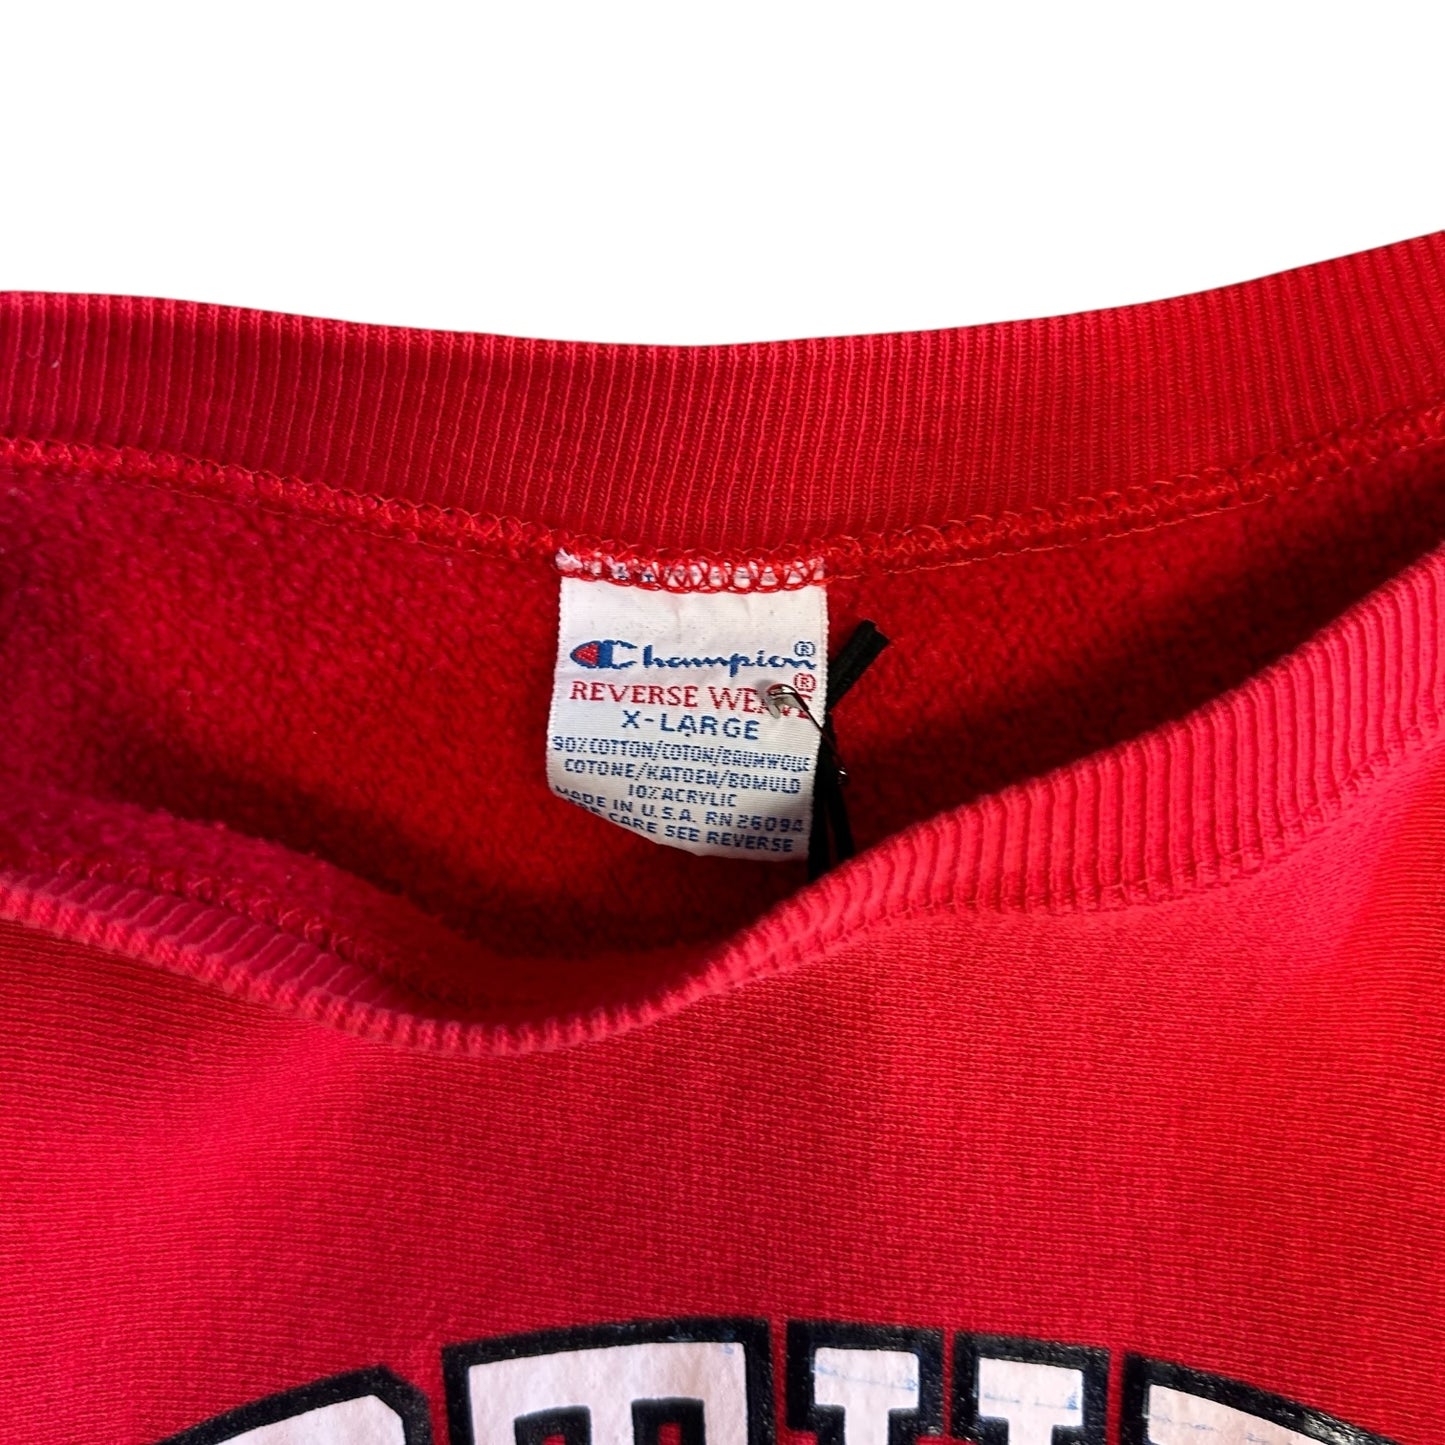 Champion®
REVERSE WEAVE®
X-LARGE
90% COTTON/COTON/BAUMWOLLE
COTONE/KATOEN/BOMULD
10% ACRYLIC
MADE IN U.S.A. RN 26094
FOR CARE SEE REVERSE